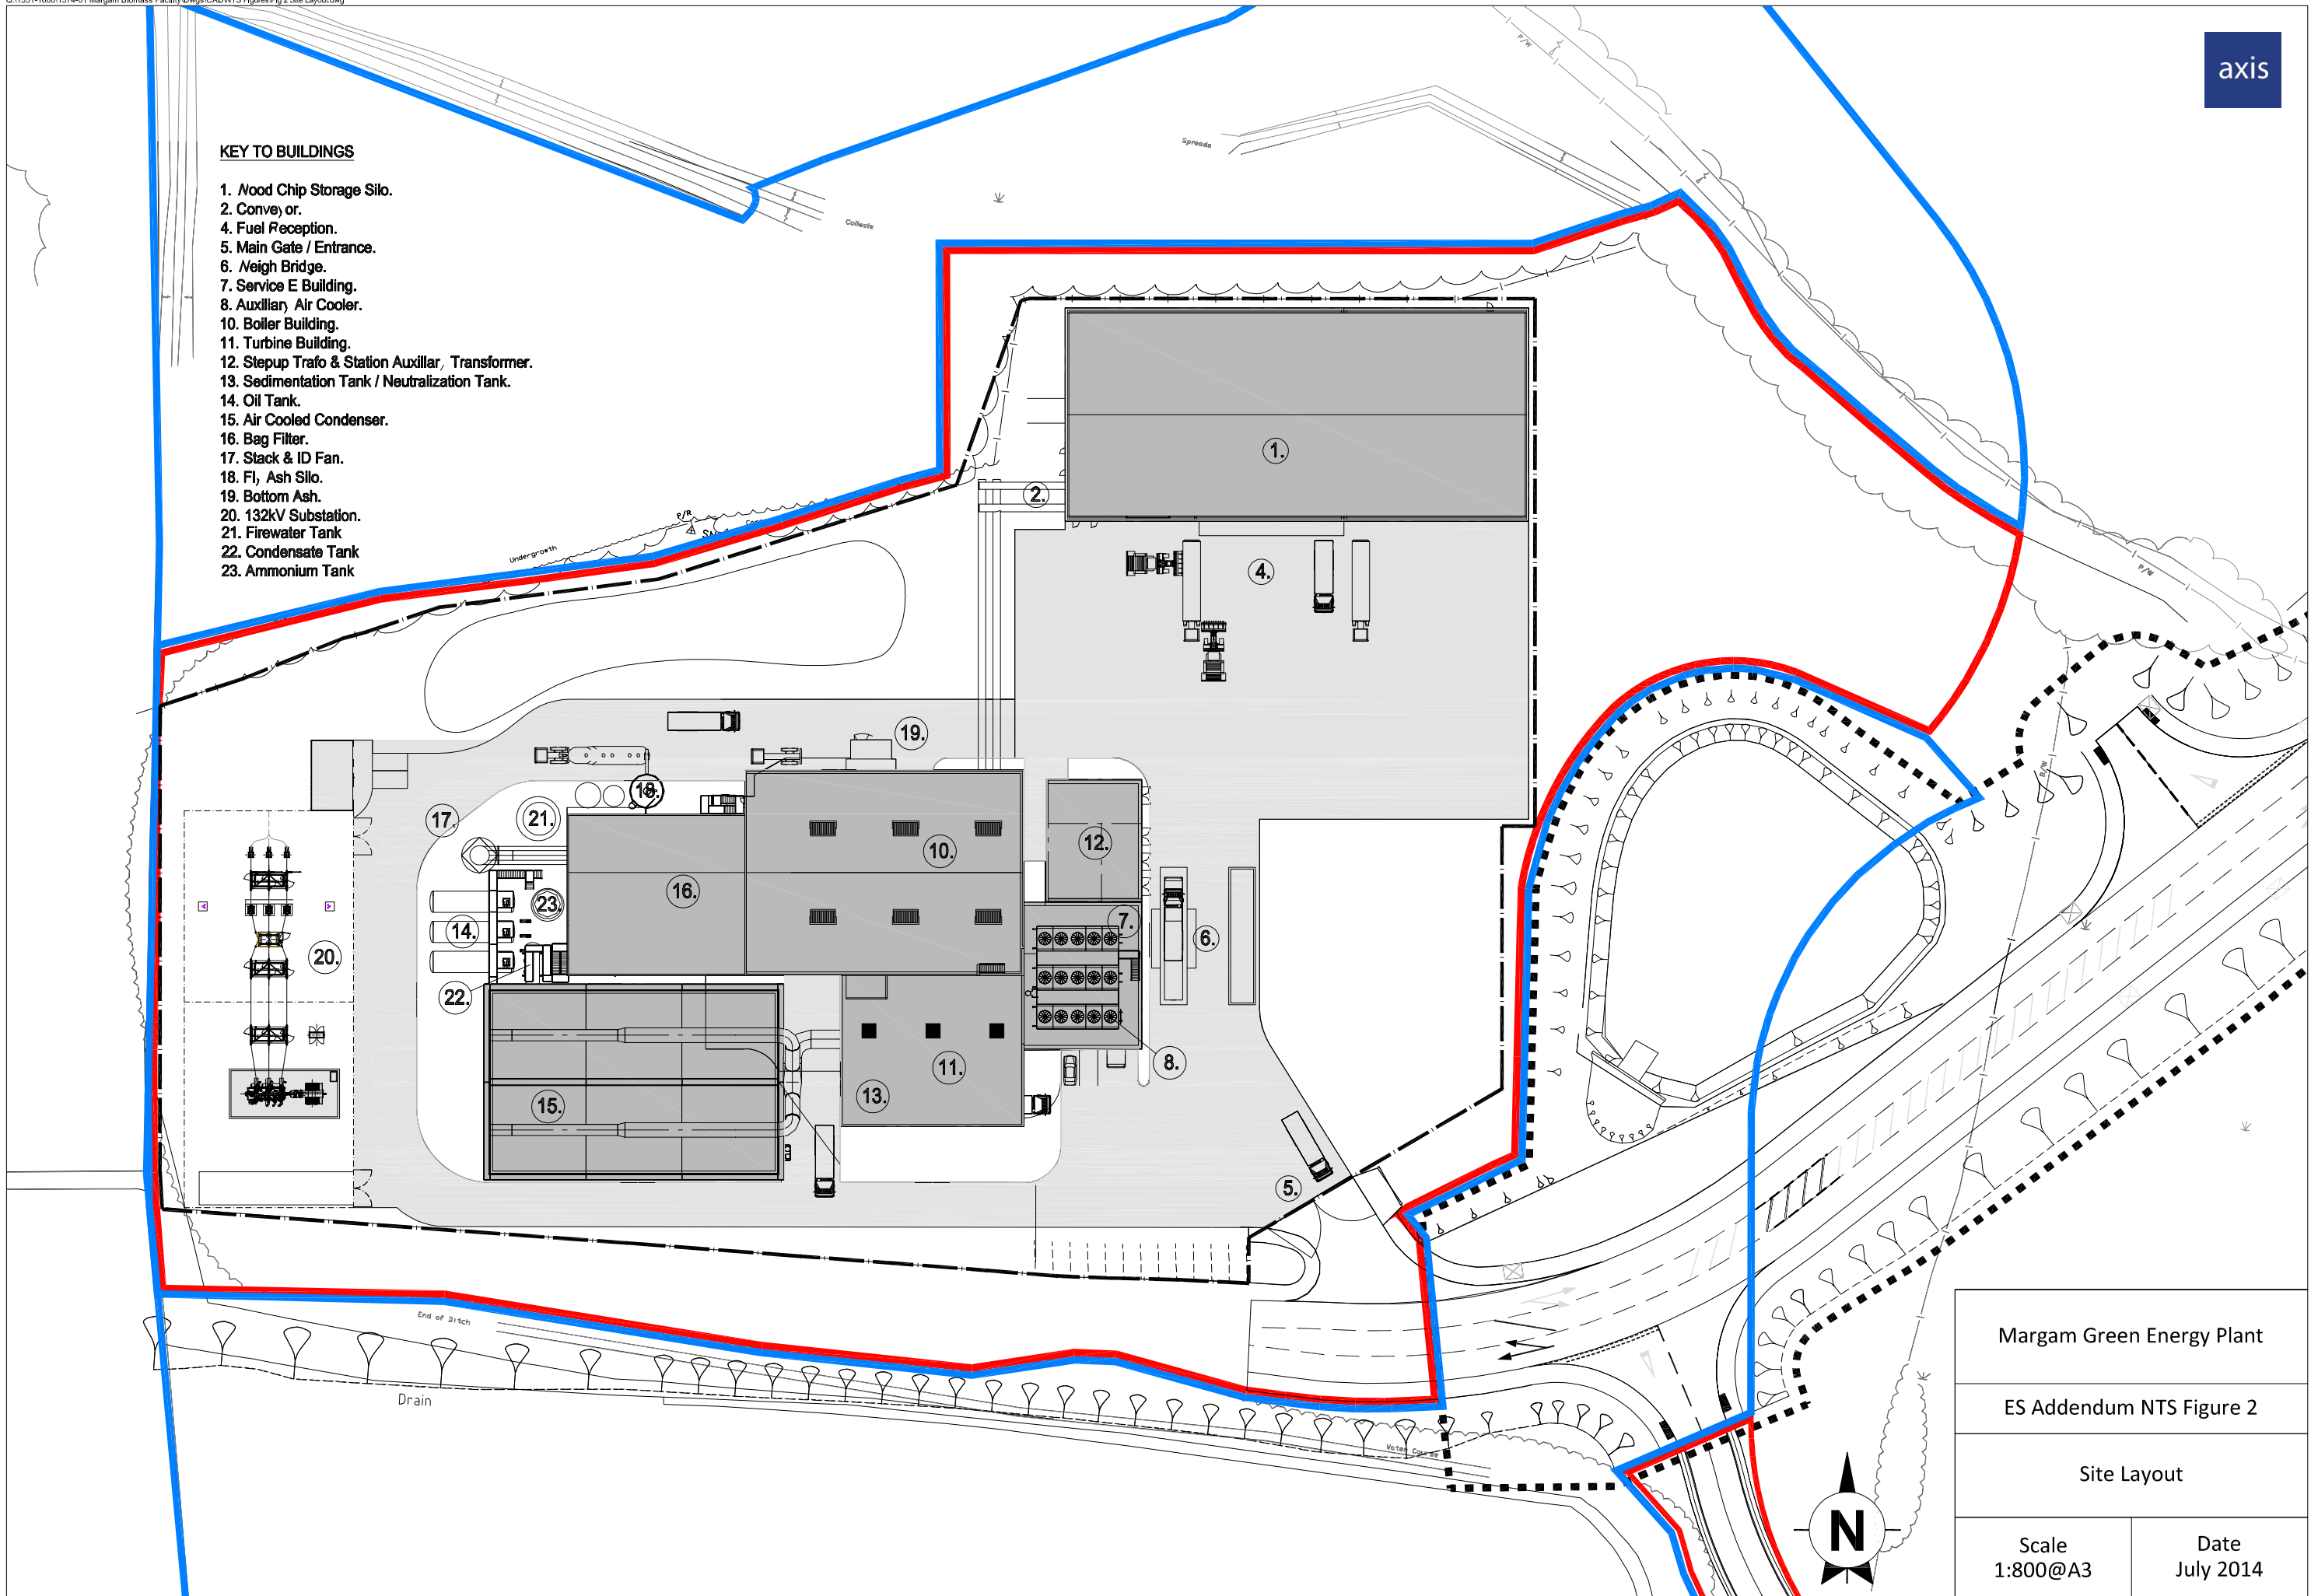 axis
P/W
Spreads
Collects
KEY TO BUILDINGS
1. Wood Chip Storage Silo.
2. Conveyor.
4. Fuel Reception.
5. Main Gate / Entrance.
6. Weigh Bridge.
7. Service E Building.
8. Auxiliary Air Cooler.
10. Boiler Building.
11. Turbine Building.
12. Stepup Trafo & Station Auxillary Transformer.
13. Sedimentation Tank / Neutralization Tank.
14. Oil Tank.
15. Air Cooled Condenser.
16. Bag Filter.
17. Stack & ID Fan.
18. Fly Ash Silo.
19. Bottom Ash.
20. 132kV Substation.
21. Firewater Tank
22. Condensate Tank
23. Ammonium Tank
1.
2.
P/R
Undergrowth
4.
P/W
19.
P/W
18.
17.
21.
12.
10.
16.
23.
7.
14.
6.
20.
22.
8.
11.
13.
15.
5.
End of Ditch
Drain
Water Course
N
Margam Green Energy Plant
ES Addendum NTS Figure 2
Site Layout
Scale
1:800@A3
Date
July 2014